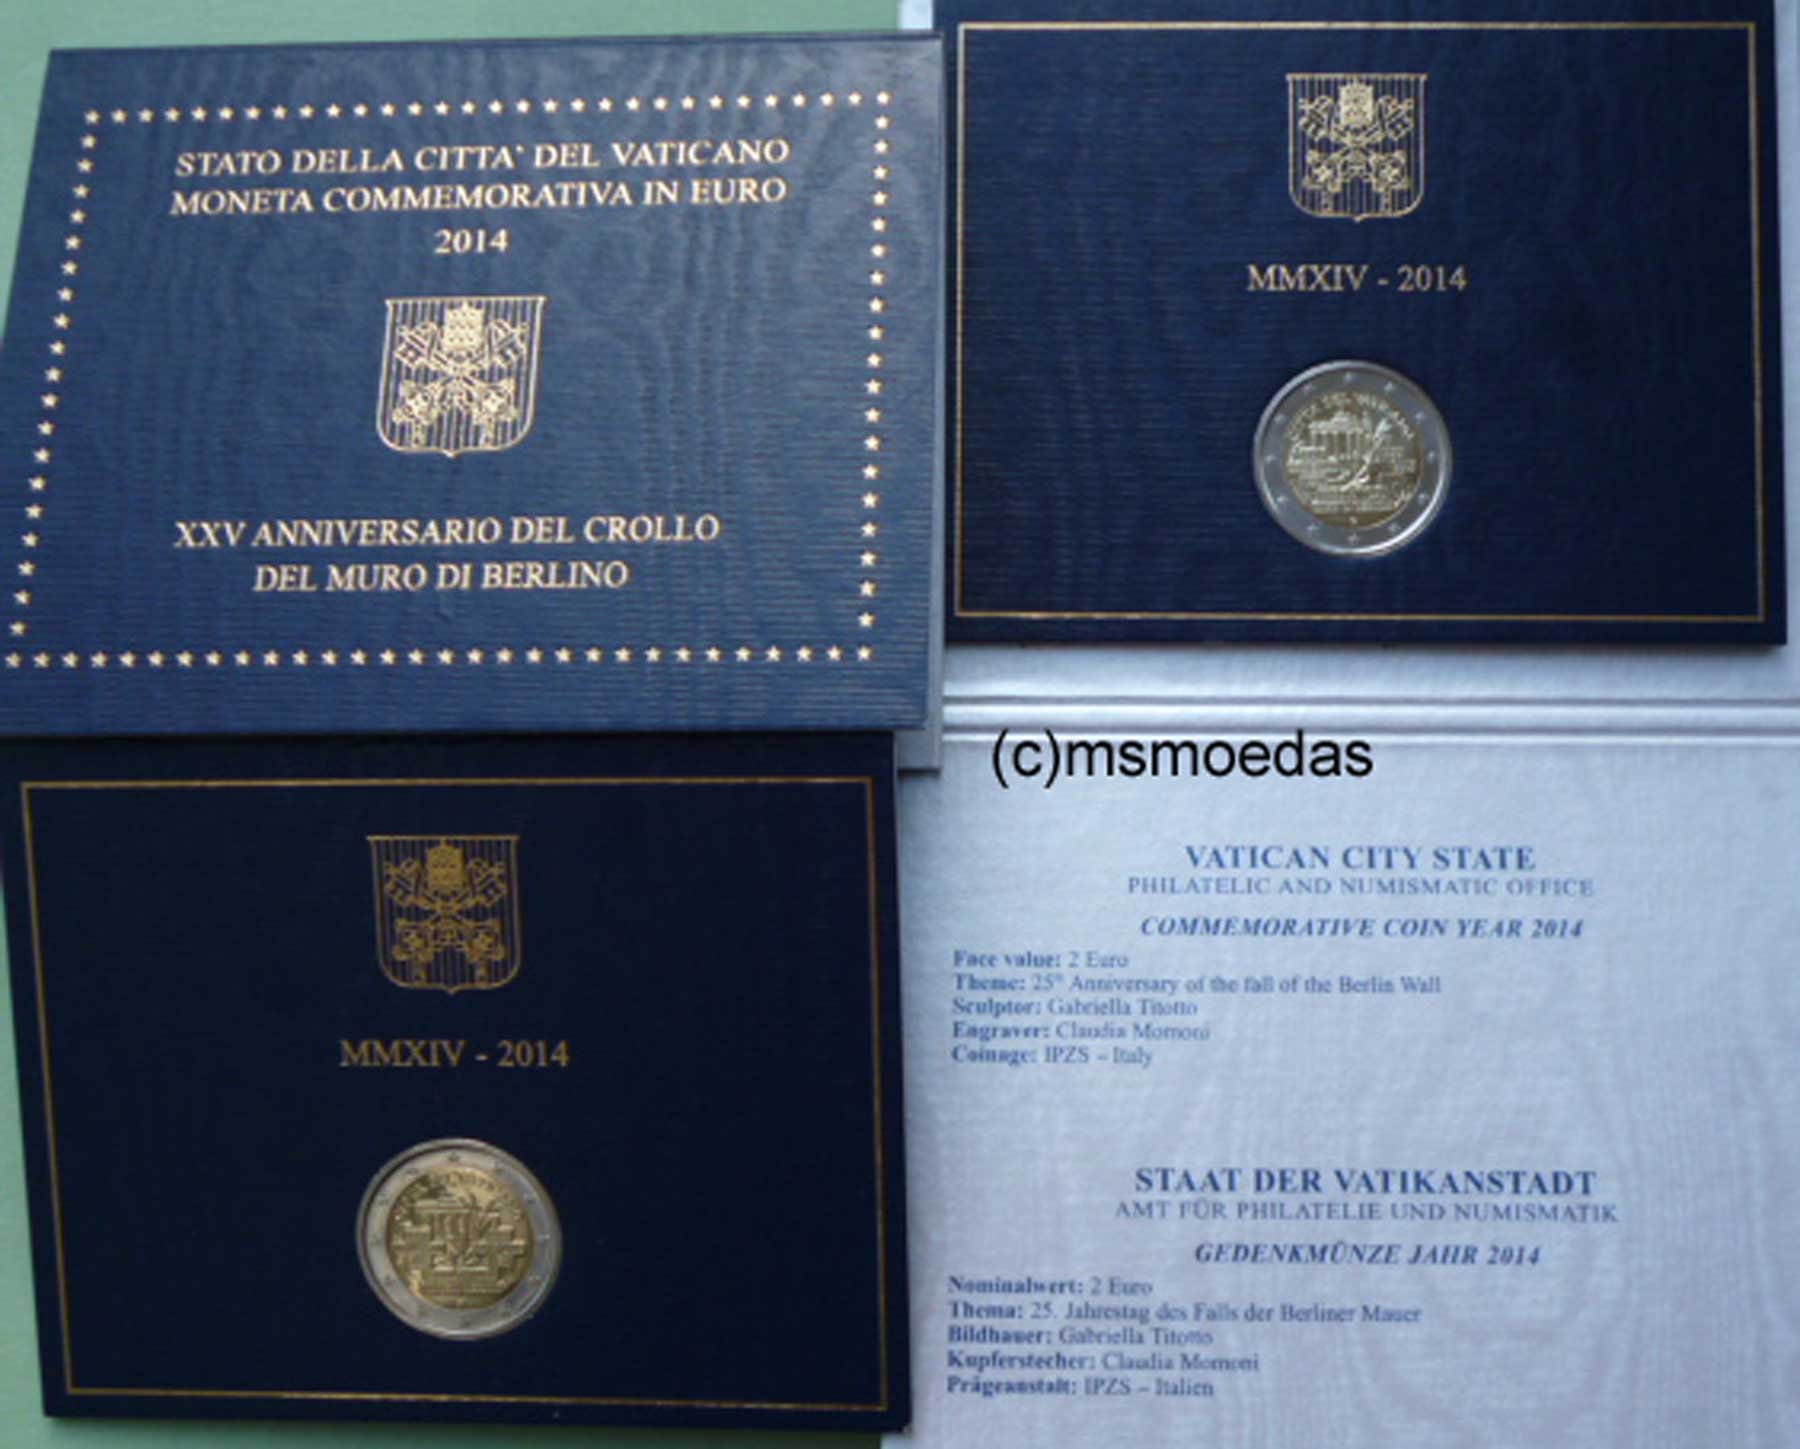 STATO DELLA CITTA' DEL VATICANO
MONETA COMMEMORATIVA IN EURO
2014
XXV ANNIVERSARIO DEL CROLLO
DEL MURO DI BERLINO
MMXIV - 2014
MMXIV - 2014
(c)msmoedas
VATICAN CITY STATE
PHILATELIC AND NUMISMATIC OFFICE
COMMEMORATIVE COIN YEAR 2014
Face value: 2 Euro
Theme: 25° Anniversary of the fall of the Berlin Wall
Sculptor: Gabriella Titotto
Engraver: Claudia Momoni
Coinage: IPZS – Italy
STAAT DER VATIKANSTADT
AMT FÜR PHILATELIE UND NUMISMATIK
GEDENKMÜNZE JAHR 2014
Nominalwert: 2 Euro
Thema: 25. Jahrestag des Falls der Berliner Mauer
Bildhauer: Gabriella Titotto
Kupferstecher: Claudia Momoni
Prägeanstalt: IPZS – Italien